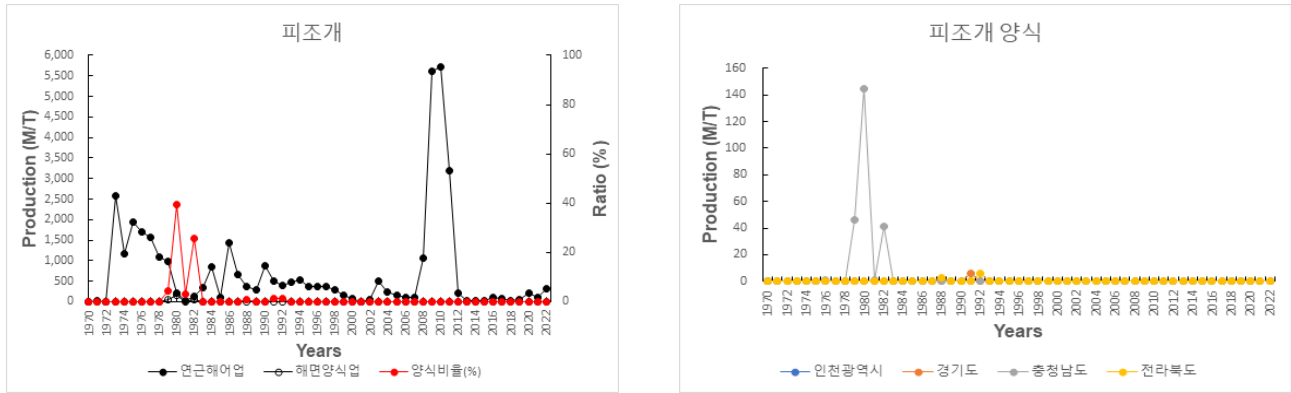 피조개
Production (M/T)
6,000
5,500
5,000
4,500
4,000
3,500
3,000
2,500
2,000
1,500
1,000
500
0
100
80
60
40
20
0
Ratio (%)
1970 1972 1974 1976 1978 1980 1982 1984 1986 1988 1990 1992 1994 1996 1998 2000 2002 2004 2006 2008 2010 2012 2014 2016 2018 2020 2022
Years
연근해어업 해면양식업 양식비율(%)
피조개 양식
Production (M/T)
160
140
120
100
80
60
40
20
0
1970 1972 1974 1976 1978 1980 1982 1984 1986 1988 1990 1992 1994 1996 1998 2000 2002 2004 2006 2008 2010 2012 2014 2016 2018 2020 2022
Years
인천광역시 경기도 충청남도 전라북도